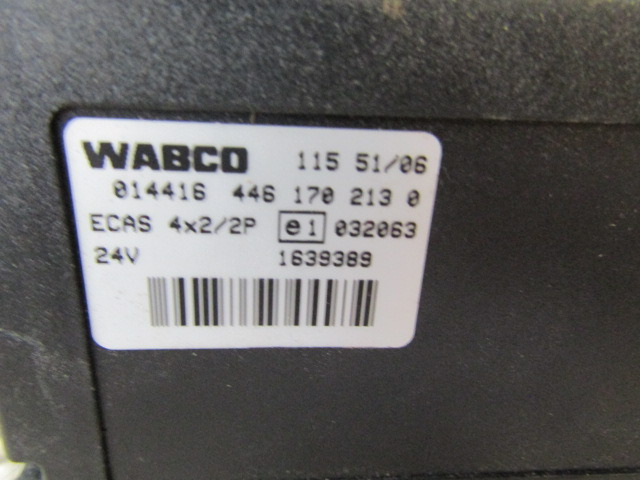 WABCO 115 51/06
014416 446 170 213 0
ECAS 4x2/2P e1 032063
24V 1639389